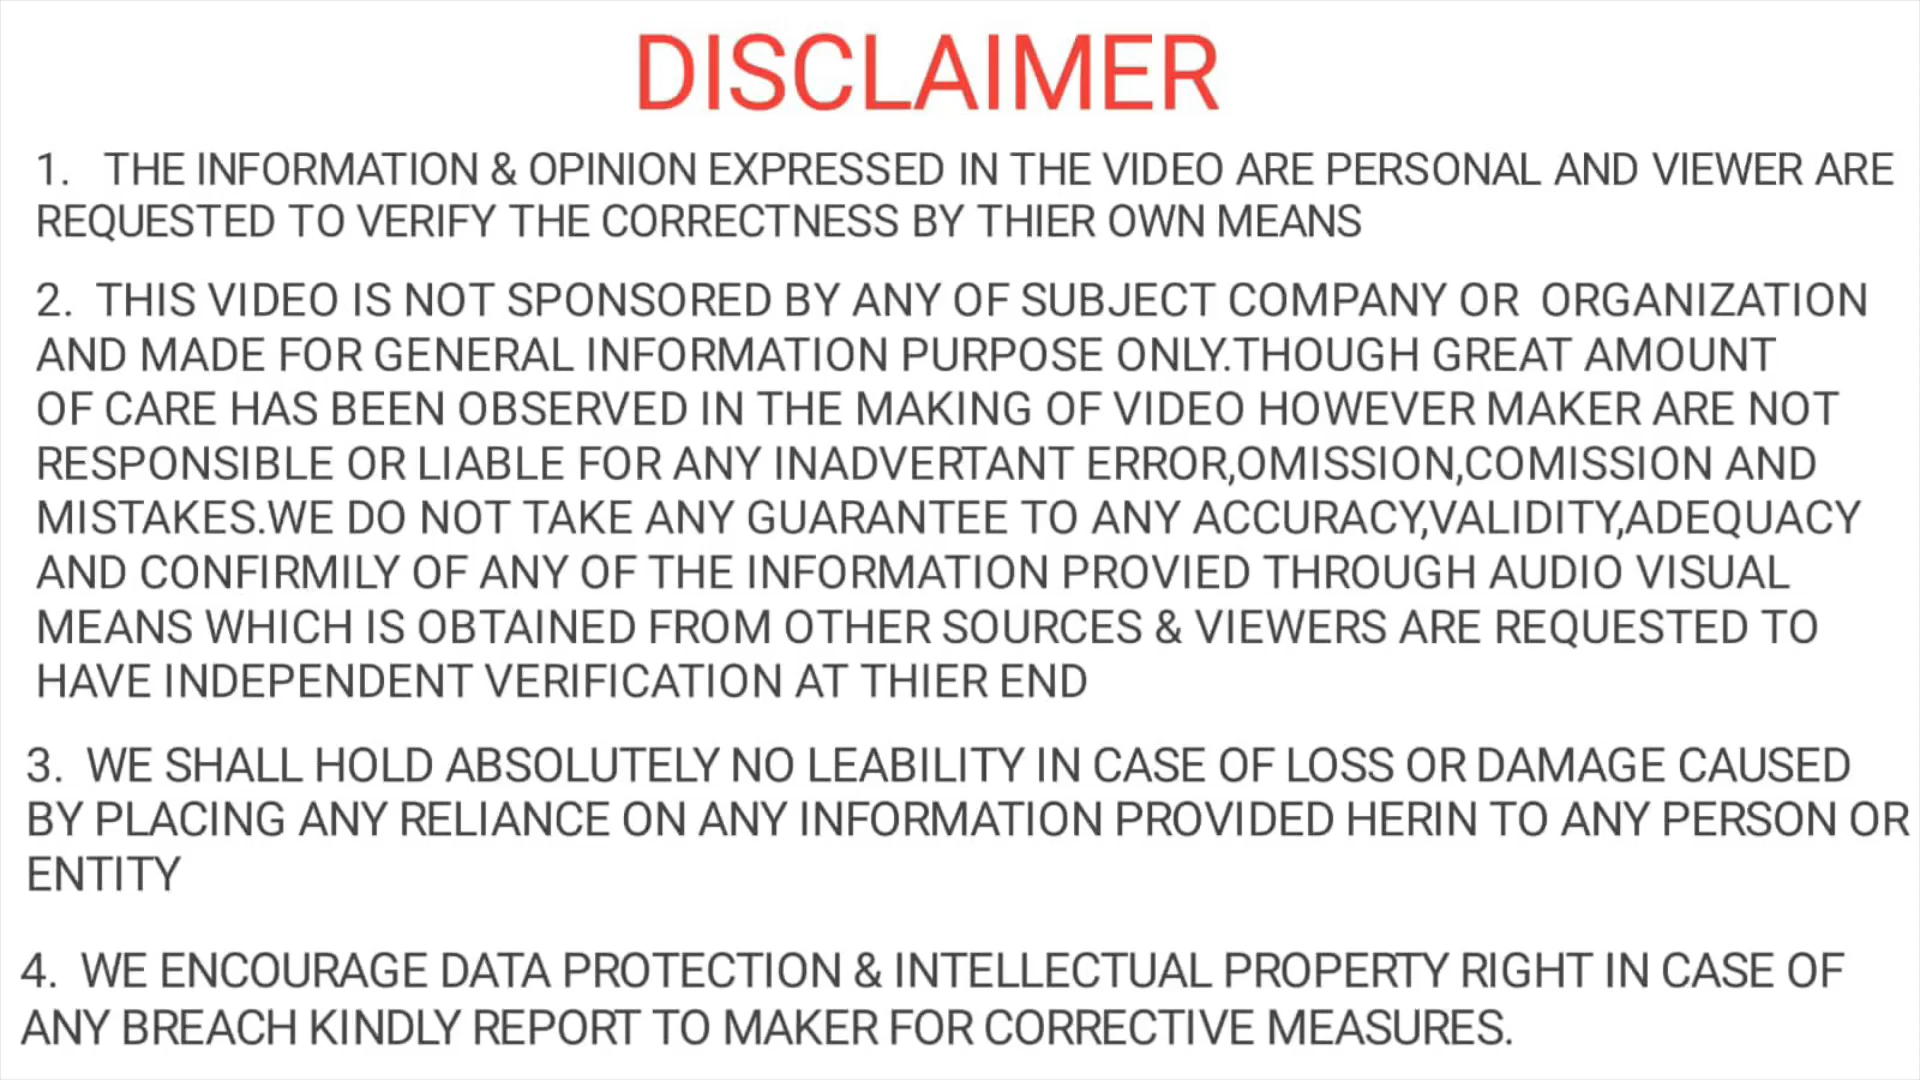 DISCLAIMER
1. THE INFORMATION & OPINION EXPRESSED IN THE VIDEO ARE PERSONAL AND VIEWER ARE
REQUESTED TO VERIFY THE CORRECTNESS BY THIER OWN MEANS
2. THIS VIDEO IS NOT SPONSORED BY ANY OF SUBJECT COMPANY OR ORGANIZATION
AND MADE FOR GENERAL INFORMATION PURPOSE ONLY.THOUGH GREAT AMOUNT
OF CARE HAS BEEN OBSERVED IN THE MAKING OF VIDEO HOWEVER MAKER ARE NOT
RESPONSIBLE OR LIABLE FOR ANY INADVERTANT ERROR,OMISSION,COMISSION AND
MISTAKES.WE DO NOT TAKE ANY GUARANTEE TO ANY ACCURACY,VALIDITY,ADEQUACY
AND CONFIRMILY OF ANY OF THE INFORMATION PROVIED THROUGH AUDIO VISUAL
MEANS WHICH IS OBTAINED FROM OTHER SOURCES & VIEWERS ARE REQUESTED TO
HAVE INDEPENDENT VERIFICATION AT THIER END
3. WE SHALL HOLD ABSOLUTELY NO LEABILITY IN CASE OF LOSS OR DAMAGE CAUSED
BY PLACING ANY RELIANCE ON ANY INFORMATION PROVIDED HERIN TO ANY PERSON OR
ENTITY
4. WE ENCOURAGE DATA PROTECTION & INTELLECTUAL PROPERTY RIGHT IN CASE OF
ANY BREACH KINDLY REPORT TO MAKER FOR CORRECTIVE MEASURES.